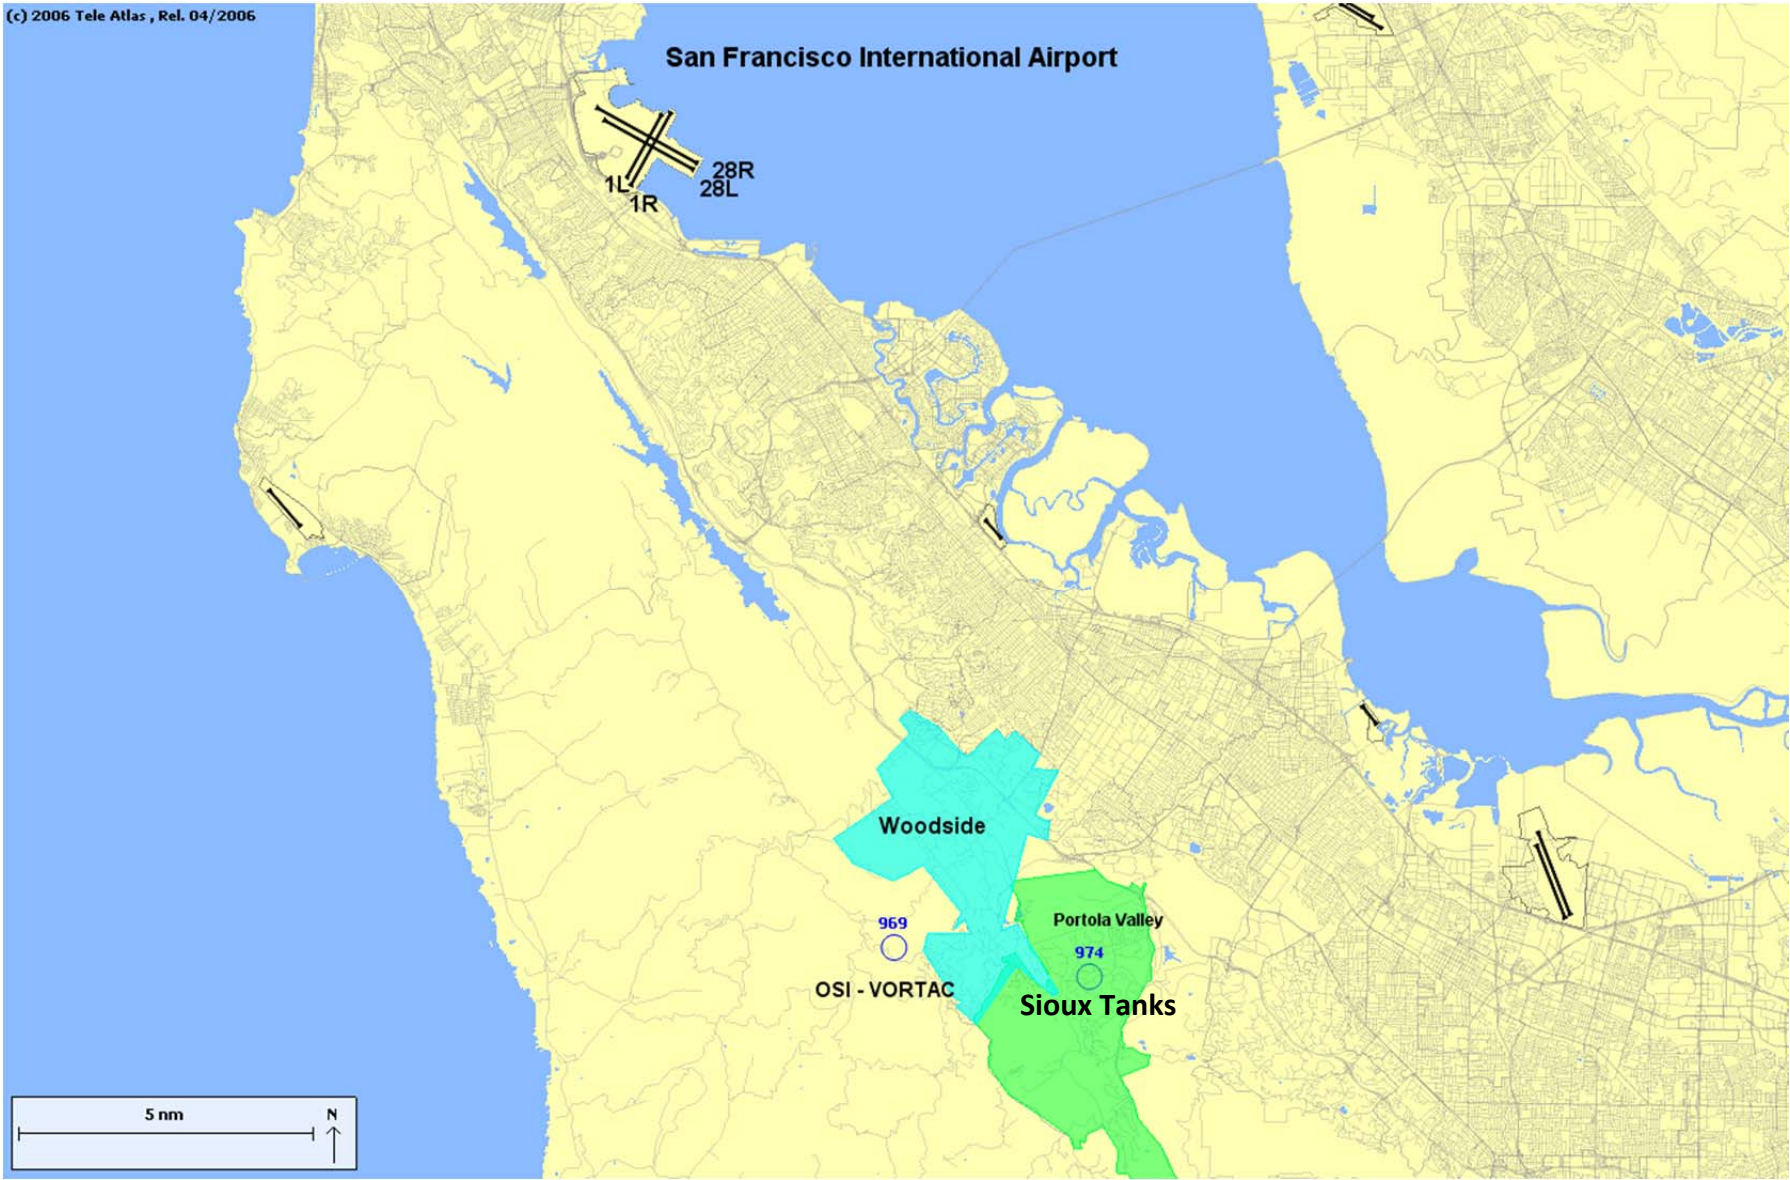 (c) 2006 Tele Atlas , Rel. 04/2006
San Francisco International Airport
28R
1L
28L
1R
Woodside
969
Portola Valley
974
OSI - VORTAC
Sioux Tanks
5 nm
N